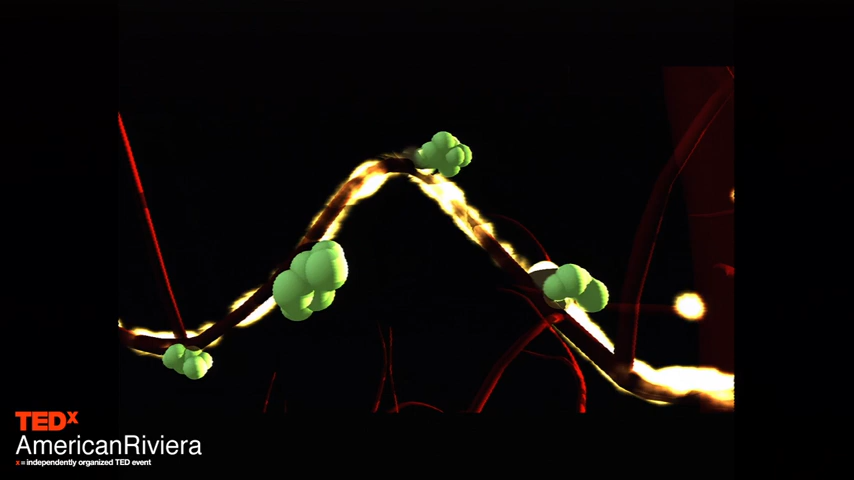 TEDx
AmericanRiviera
x = independently organized TED event